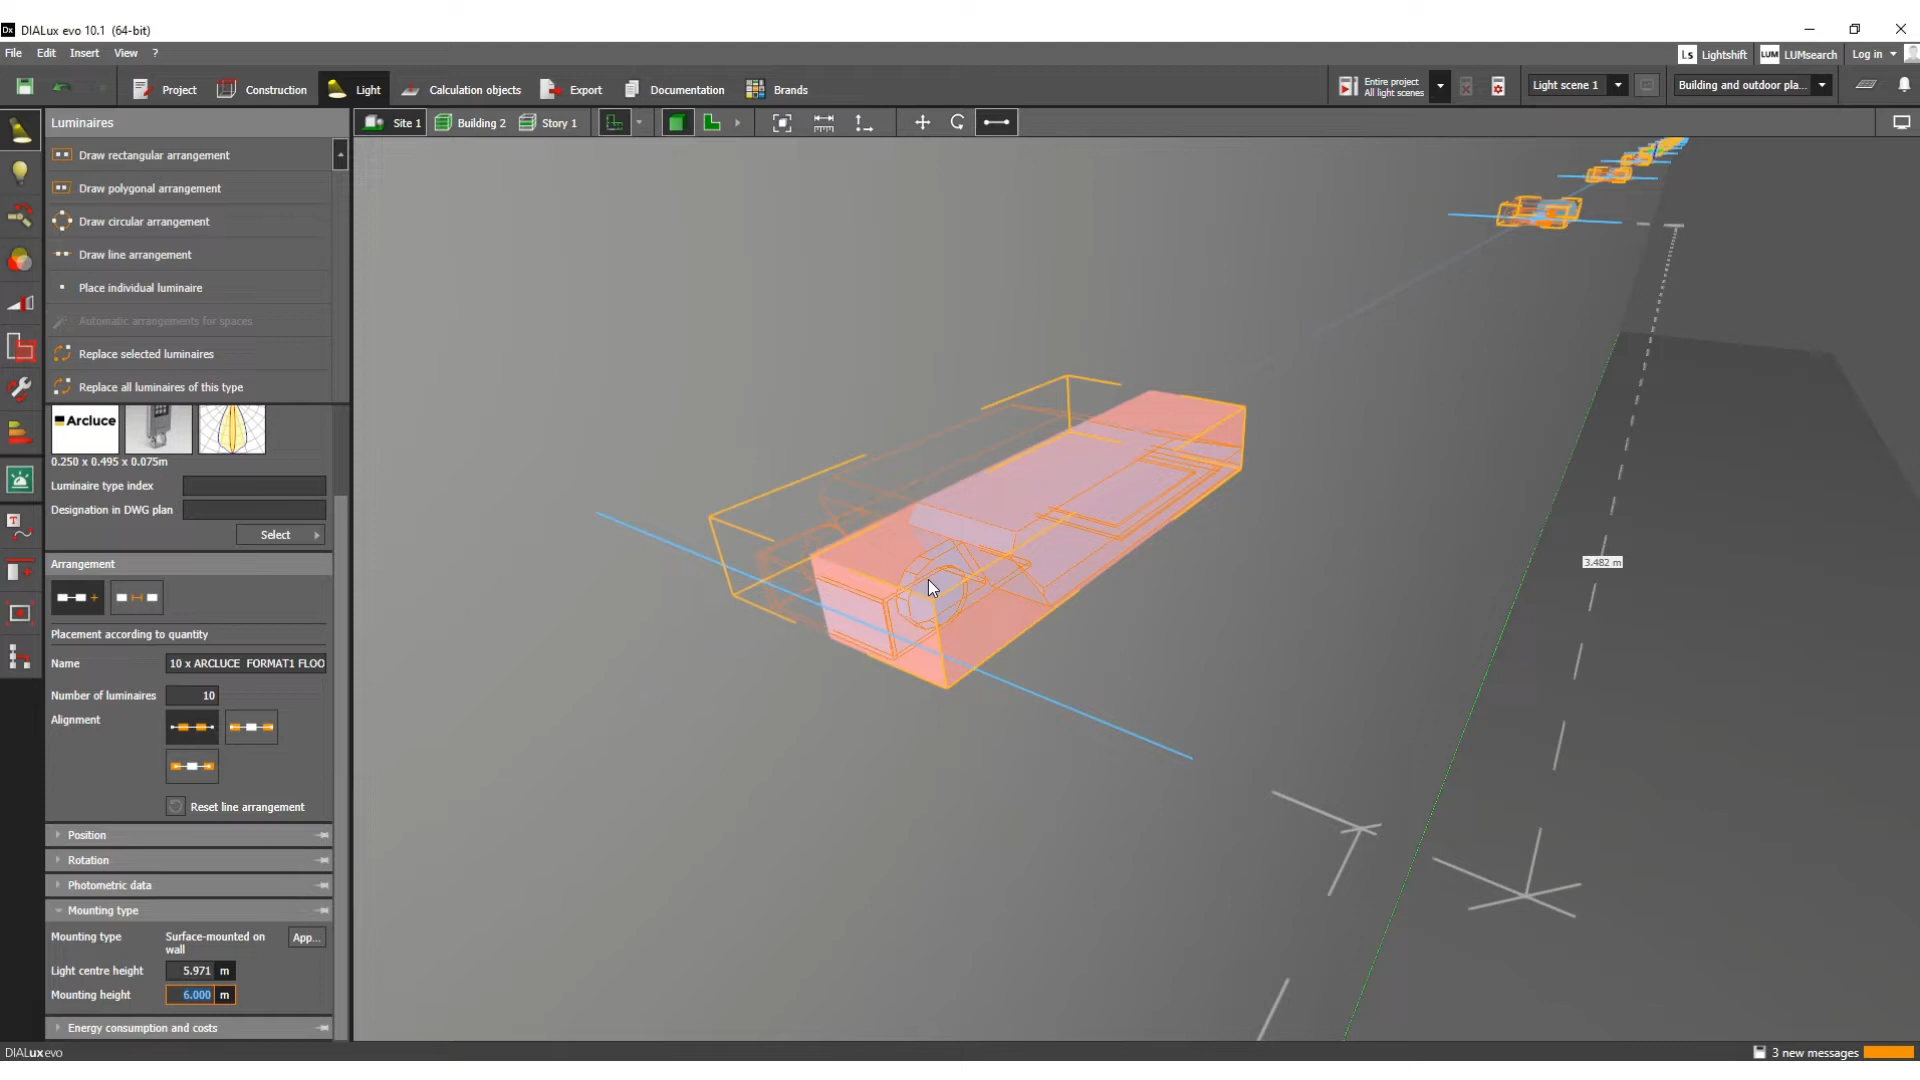 DIALux evo 10.1 (64-bit)
File Edit Insert View ?
Ls Lightshift LUM LUMsearch Log in
Project Construction Light Calculation objects Export Documentation Brands
Entire project
All light scenes
Light scene 1
Building and outdoor pla...
Luminaires
Site 1 Building 2 Story 1
Draw rectangular arrangement
Draw polygonal arrangement
Draw circular arrangement
Draw line arrangement
Place individual luminaire
Automatic arrangements for spaces
Replace selected luminaires
Replace all luminaires of this type
Arcluce
0.250 x 0.495 x 0.075m
Luminaire type index
Designation in DWG plan
Select
Arrangement
Placement according to quantity
Name 10 x ARCLUCE FORMAT1 FLOO
Number of luminaires 10
Alignment
Reset line arrangement
Position
Rotation
Photometric data
Mounting type
Mounting type Surface-mounted on wall App...
Light centre height 5.971 m
Mounting height 6.000 m
Energy consumption and costs
3.482 m
DIALux evo
3 new messages